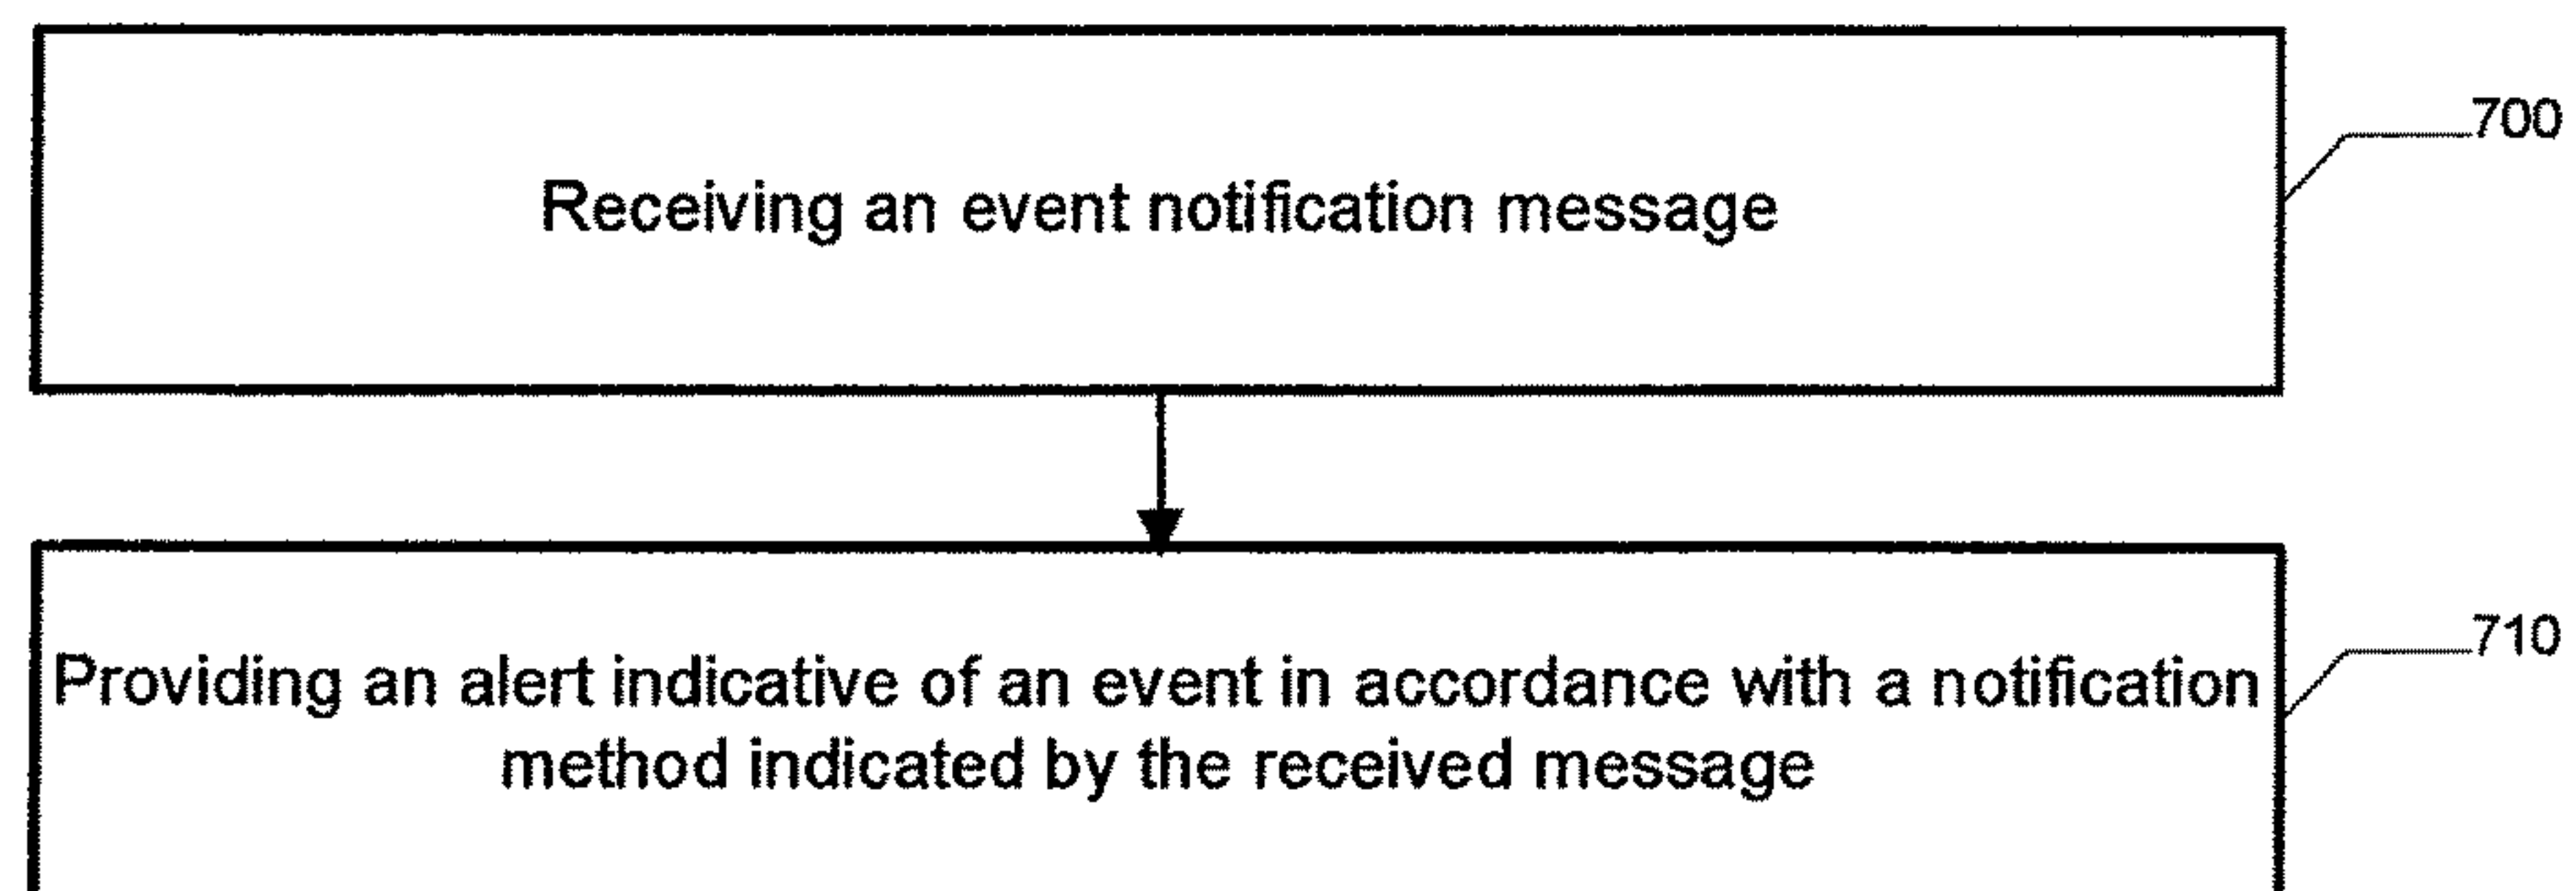 700
Receiving an event notification message
710
Providing an alert indicative of an event in accordance with a notification
method indicated by the received message